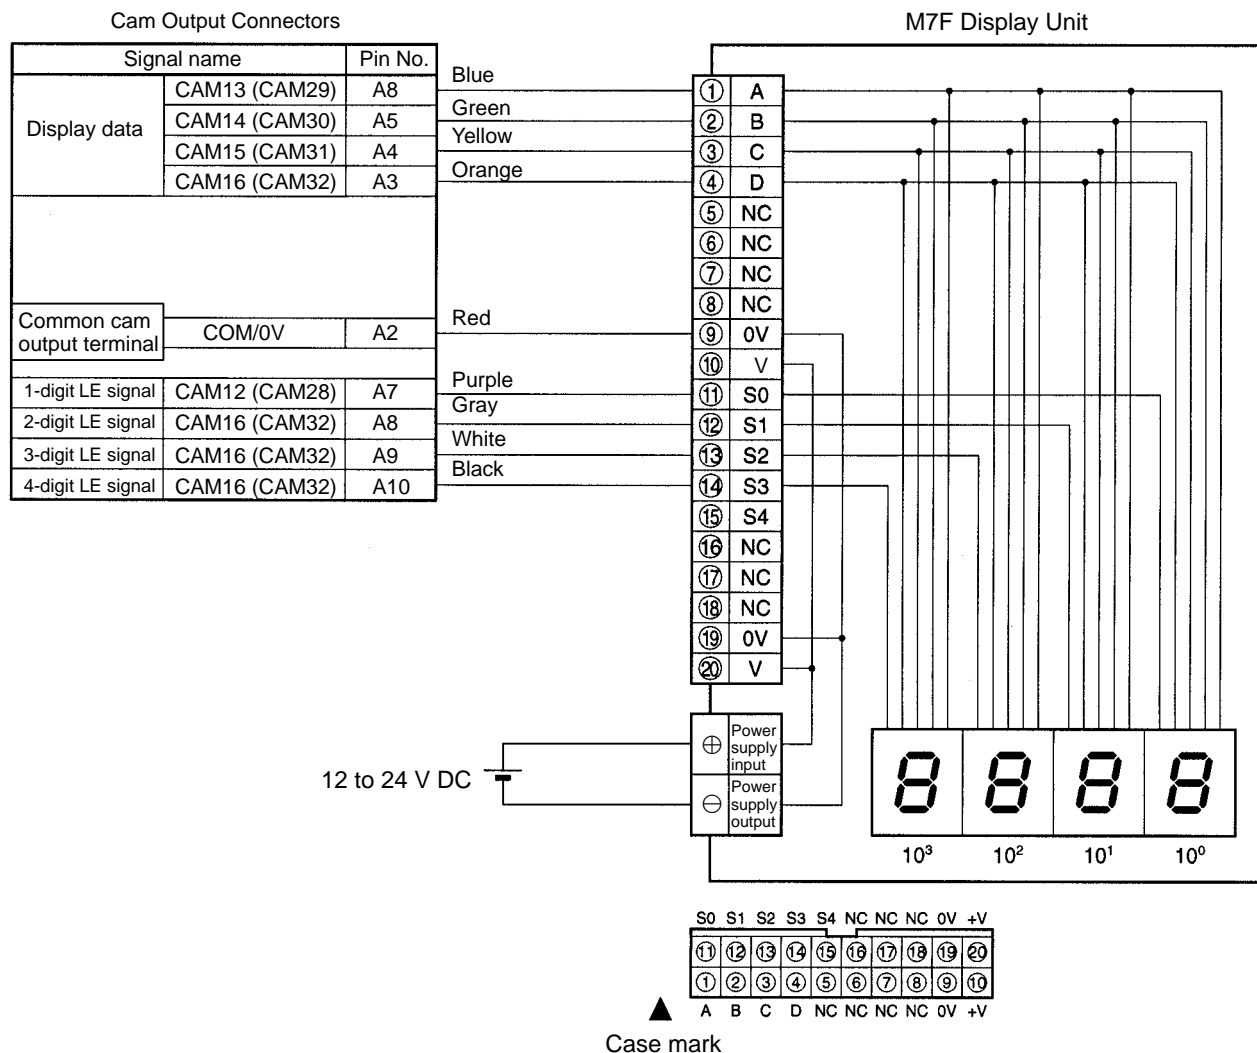 Cam Output Connectors
M7F Display Unit
Signal name Pin No.
Display data
CAM13 (CAM29) A8 Blue ① A
CAM14 (CAM30) A5 Green ② B
CAM15 (CAM31) A4 Yellow ③ C
CAM16 (CAM32) A3 Orange ④ D
⑤ NC
⑥ NC
⑦ NC
⑧ NC
Common cam
output terminal
COM/0V A2 Red ⑨ 0V
⑩ V
1-digit LE signal CAM12 (CAM28) A7 Purple ⑪ S0
2-digit LE signal CAM16 (CAM32) A8 Gray ⑫ S1
3-digit LE signal CAM16 (CAM32) A9 White ⑬ S2
4-digit LE signal CAM16 (CAM32) A10 Black ⑭ S3
⑮ S4
⑯ NC
⑰ NC
⑱ NC
⑲ 0V
⑳ V
⊕ Power
supply
input
12 to 24 V DC
⊖ Power
supply
output
8 8 8 8
10³ 10² 10¹ 10⁰
S0 S1 S2 S3 S4 NC NC NC 0V +V
⑪ ⑫ ⑬ ⑭ ⑮ ⑯ ⑰ ⑱ ⑲ ⑳
① ② ③ ④ ⑤ ⑥ ⑦ ⑧ ⑨ ⑩
A B C D NC NC NC NC 0V +V
Case mark